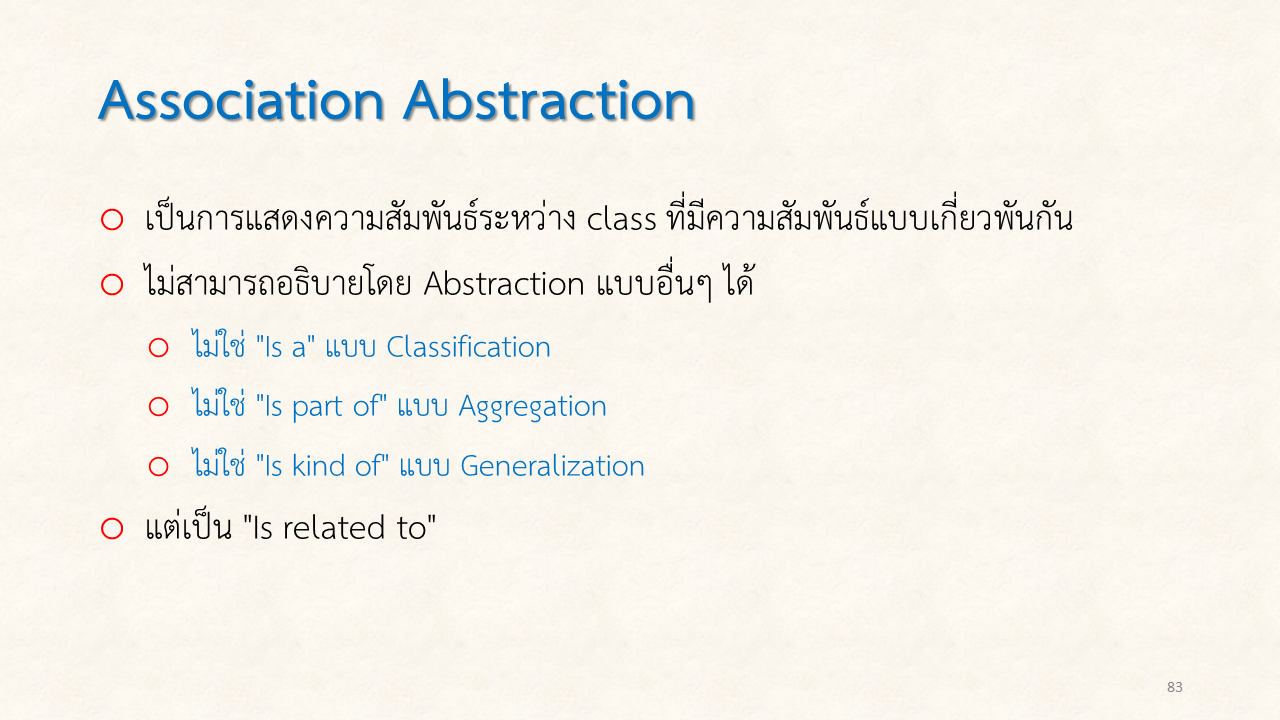 Association Abstraction
เป็นการแสดงความสัมพันธ์ระหว่าง class ที่มีความสัมพันธ์แบบเกี่ยวพันกัน
ไม่สามารถอธิบายโดย Abstraction แบบอื่นๆ ได้
ไม่ใช่ "Is a" แบบ Classification
ไม่ใช่ "Is part of" แบบ Aggregation
ไม่ใช่ "Is kind of" แบบ Generalization
แต่เป็น "Is related to"
83